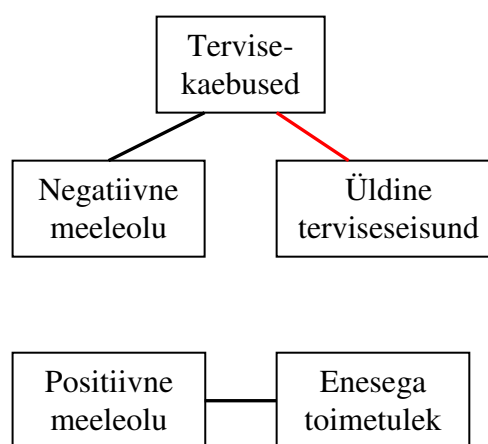 Tervise-
kaebused
Negatiivne
meeleolu
Üldine
terviseseisund
Positiivne
meeleolu
Enesega
toimetulek